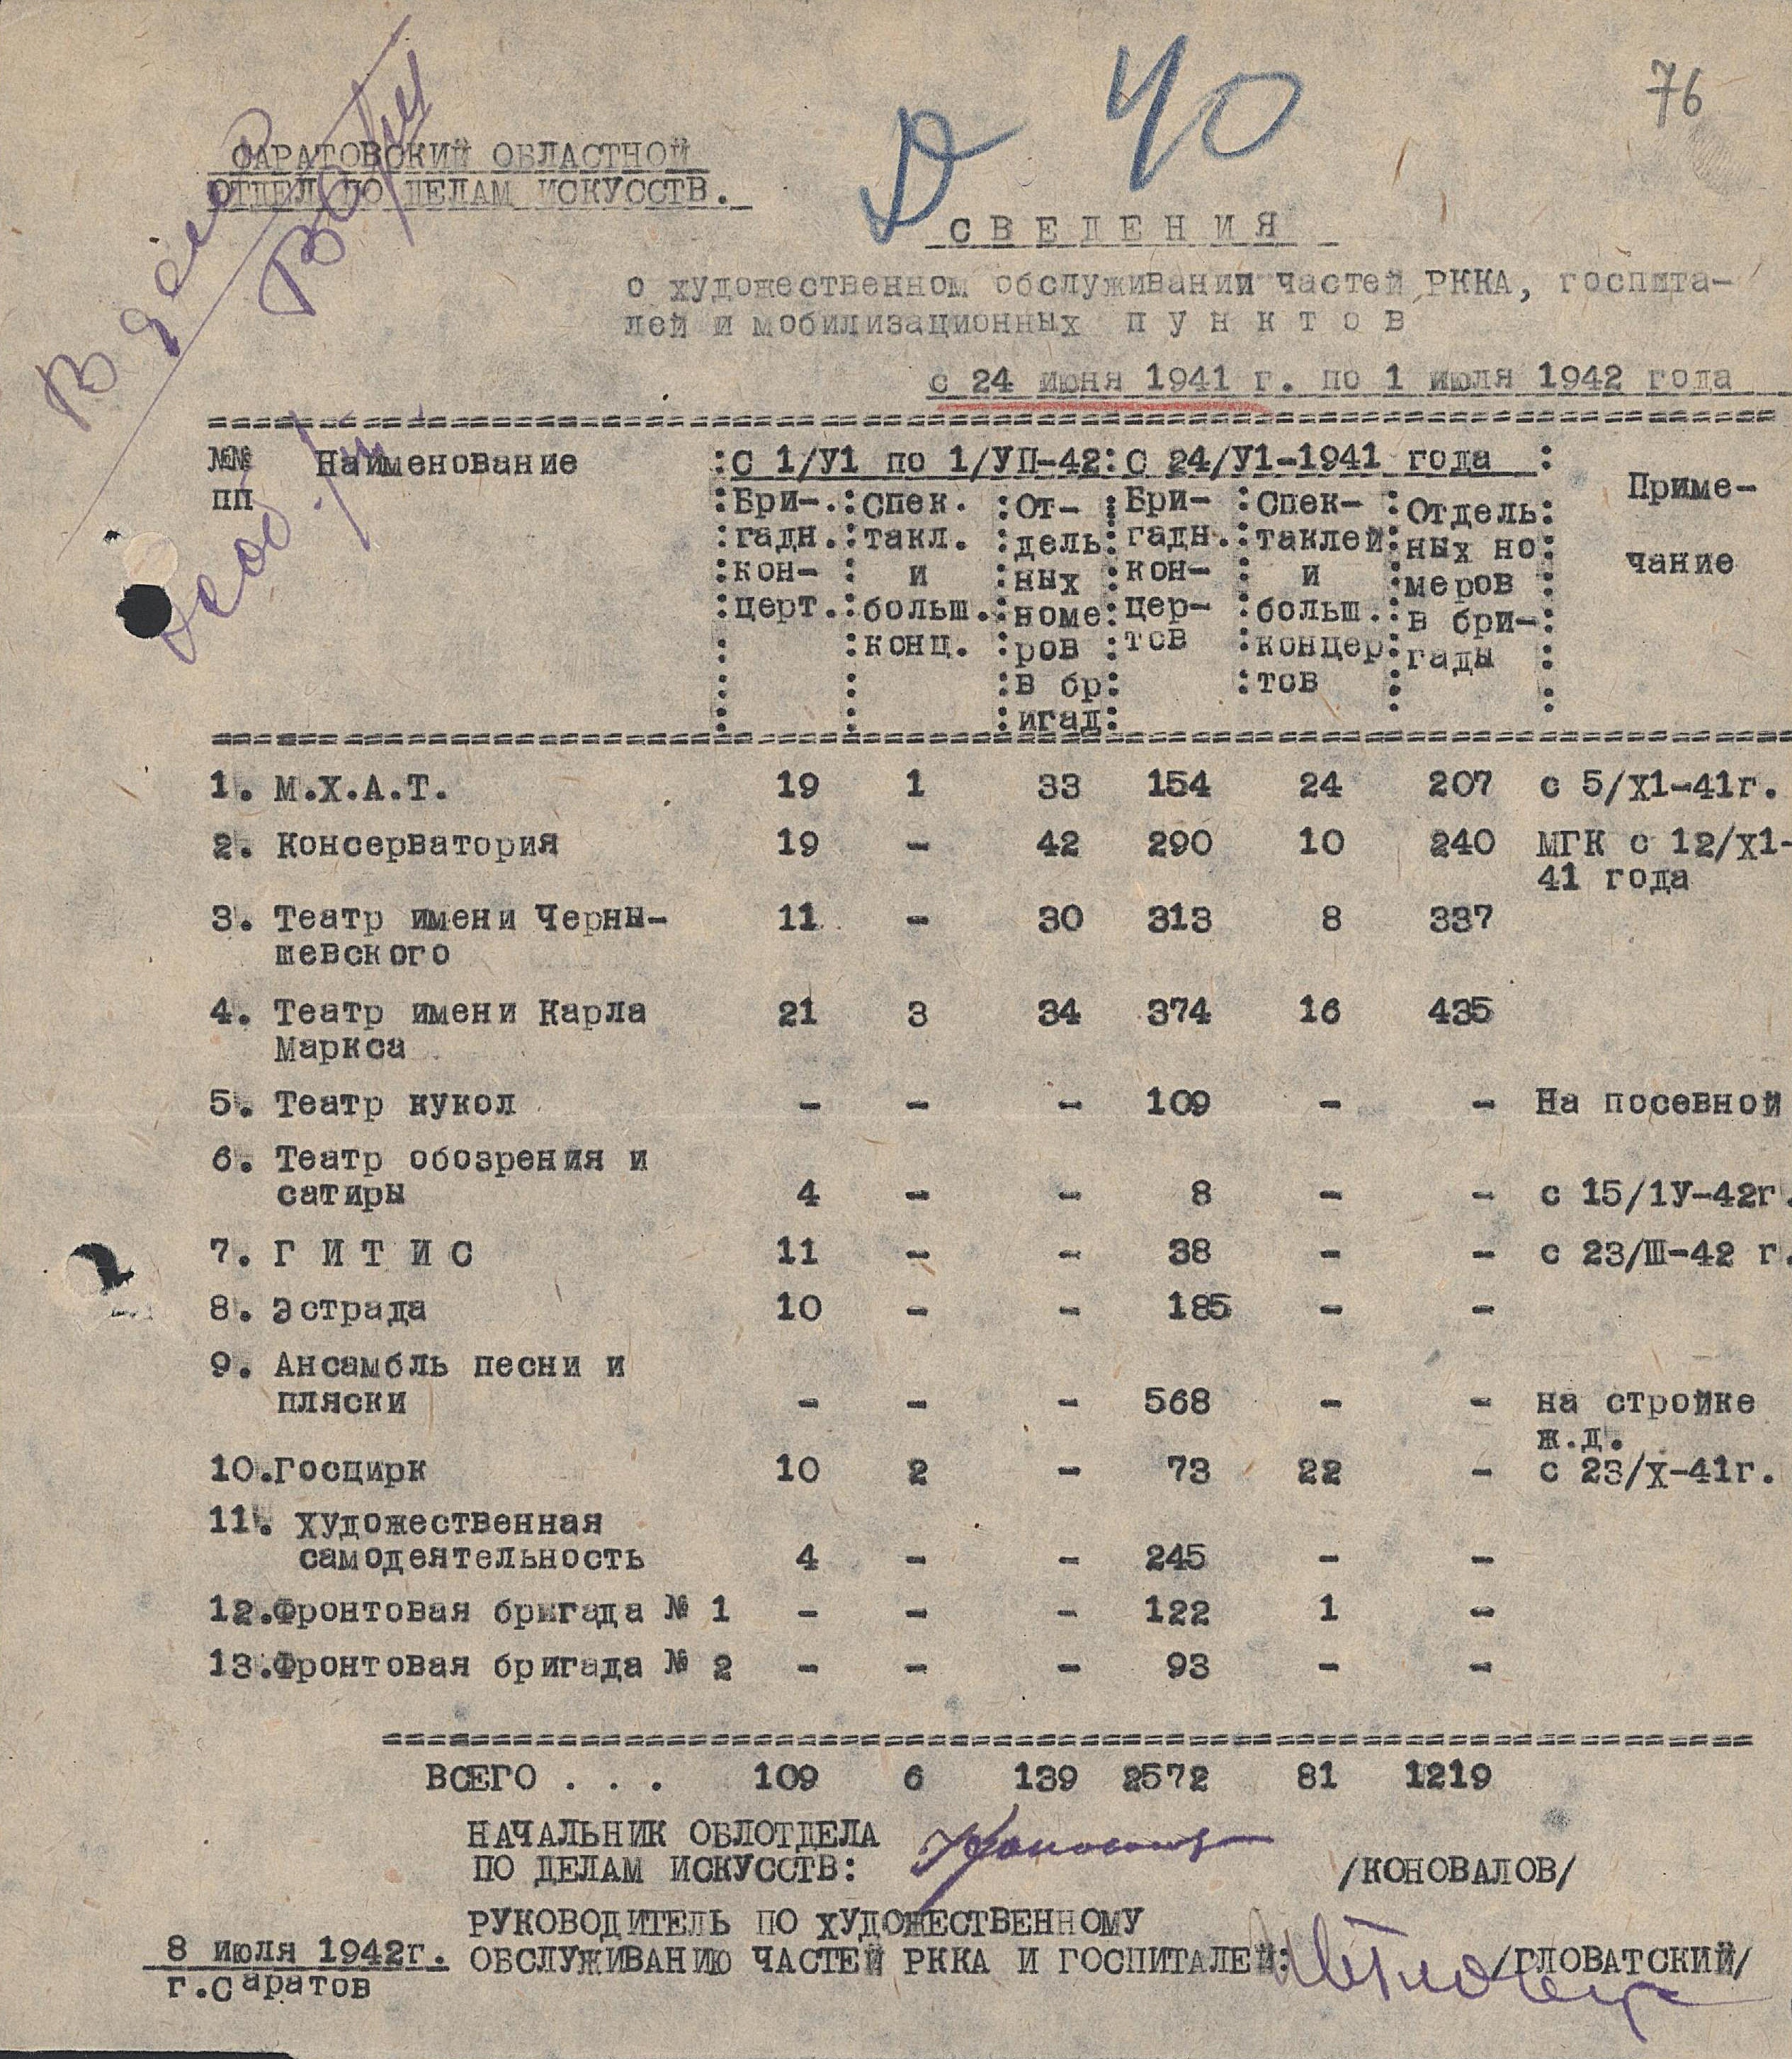 76
Д 40
В дело
САРАТОВСКИЙ ОБЛАСТНОЙ
ОТДЕЛ ПО ДЕЛАМ ИСКУССТВ.
С В Е Д Е Н И Я
о художественном обслуживании частей РККА, госпита-
лей и мобилизационных п у н к т о в
с 24 июня 1941 г. по 1 июля 1942 года
№№ Наименование :С 1/У1 по 1/УП-42:С 24/У1-1941 года : Приме-
пп чание
:Бри-.:спек. :От- :Бри- :Спек- :Отдель:
:гадн.:такл. :дель:гадн.:таклей:ных но:
:кон- : и :ных :кон- : и :меров :
:церт.:больш.:номе:цер- :больш.:в бри-:
: :конц. :ров :тов :концер:гады :
: : :в бр: :тов : :
: : :игад:
1. М.Х.А.Т. 19 1 33 154 24 207 с 5/Х1-41г.
2. Консерватория 19 - 42 290 10 240 МГК с 12/Х1-
41 года
3. Театр имени Черны- 11 - 30 313 8 337
шевского
4. Театр имени Карла 21 3 34 374 16 435
Маркса
5. Театр кукол - - - 109 - - На посевной
6. Театр обозрения и
сатиры 4 - - 8 - - с 15/1У-42г.
7. Г И Т И С 11 - - 38 - - с 23/Ш-42 г.
8. Эстрада 10 - - 185 - -
9. Ансамбль песни и
пляски - - - 568 - - на стройке
ж.д.
10.Госцирк 10 2 - 73 22 - с 23/Х-41г.
11. Художественная
самодеятельность 4 - - 245 - -
12.Фронтовая бригада № 1 - - - 122 1 -
13.Фронтовая бригада № 2 - - - 93 - -
ВСЕГО . . . 109 6 139 2572 81 1219
НАЧАЛЬНИК ОБЛОТДЕЛА
ПО ДЕЛАМ ИСКУССТВ: /КОНОВАЛОВ/
РУКОВОДИТЕЛЬ ПО ХУДОЖЕСТВЕННОМУ
8 июля 1942г. ОБСЛУЖИВАНИЮ ЧАСТЕЙ РККА И ГОСПИТАЛЕЙ: /ГЛОВАТСКИЙ/
г.Саратов